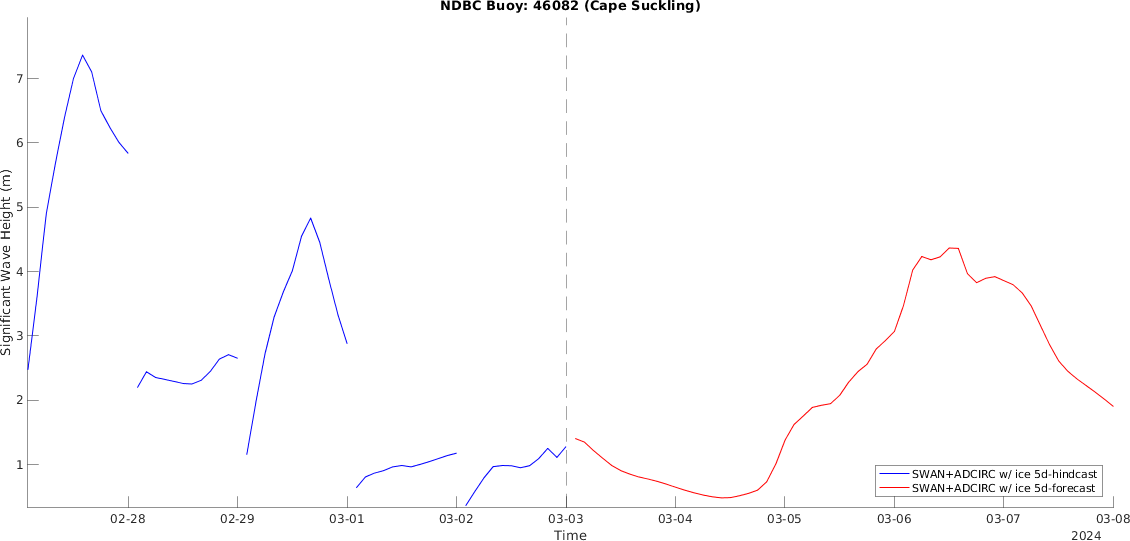 NDBC Buoy: 46082 (Cape Suckling)
Significant Wave Height (m)
7
6
5
4
3
2
1
SWAN+ADCIRC w/ ice 5d-hindcast
SWAN+ADCIRC w/ ice 5d-forecast
02-28 02-29 03-01 03-02 03-03 03-04 03-05 03-06 03-07 03-08
Time
2024